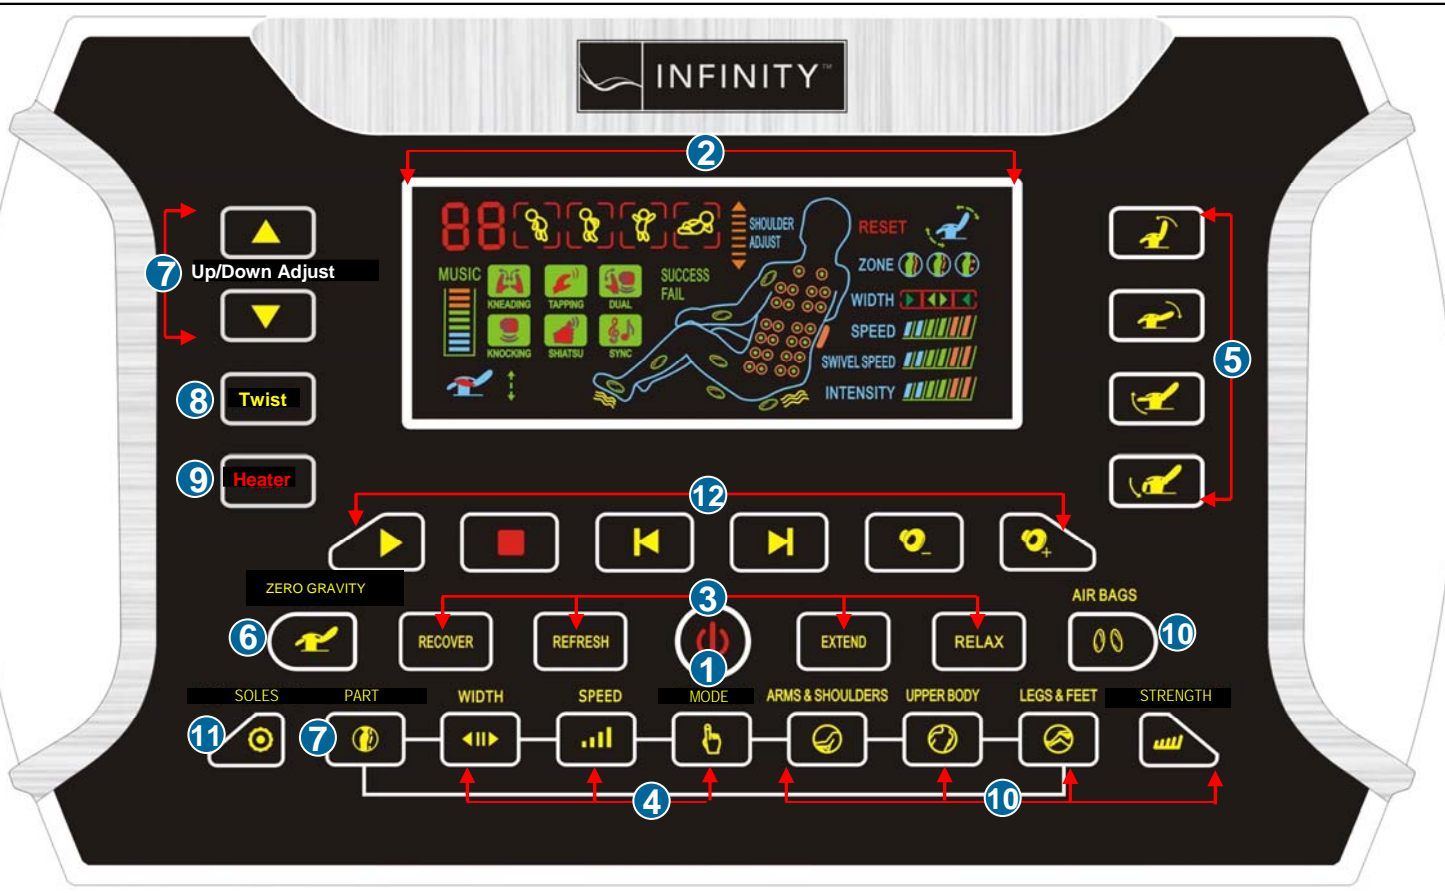 INFINITY™
2
88
SHOULDER
ADJUST
RESET
ZONE
MUSIC
KNEADING
TAPPING
DUAL
SUCCESS
FAIL
WIDTH
SPEED
KNOCKING
SHIATSU
SYNC
SWIVEL SPEED
INTENSITY
7
Up/Down Adjust
5
8
Twist
9
Heater
12
ZERO GRAVITY
3
AIR BAGS
6
RECOVER
REFRESH
1
EXTEND
RELAX
10
SOLES
PART
WIDTH
SPEED
MODE
ARMS & SHOULDERS
UPPER BODY
LEGS & FEET
STRENGTH
11
7
4
10